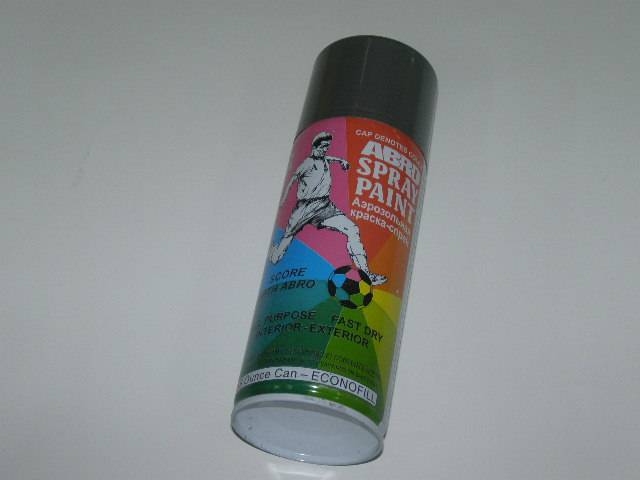 CAP DENOTES COLO
ABRO
SPRAY
PAINT
Аэрозольная
краска-спрей
SCORE
WITH ABRO
PURPOSE FAST DRY
INTERIOR-EXTERIOR
Ounce Can – ECONOFILL